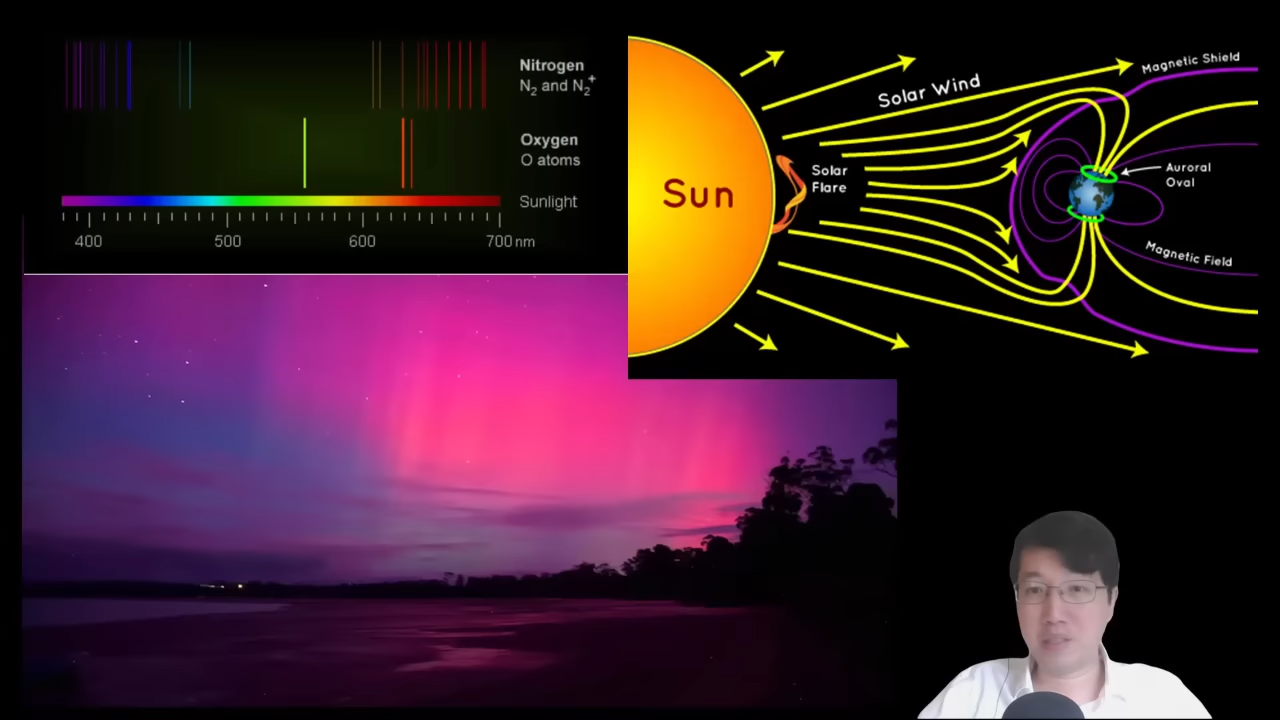 Nitrogen
N₂ and N₂⁺
Oxygen
O atoms
Sunlight
400 500 600 700 nm
Magnetic Shield
Solar Wind
Solar
Flare
Sun
Auroral
Oval
Magnetic Field